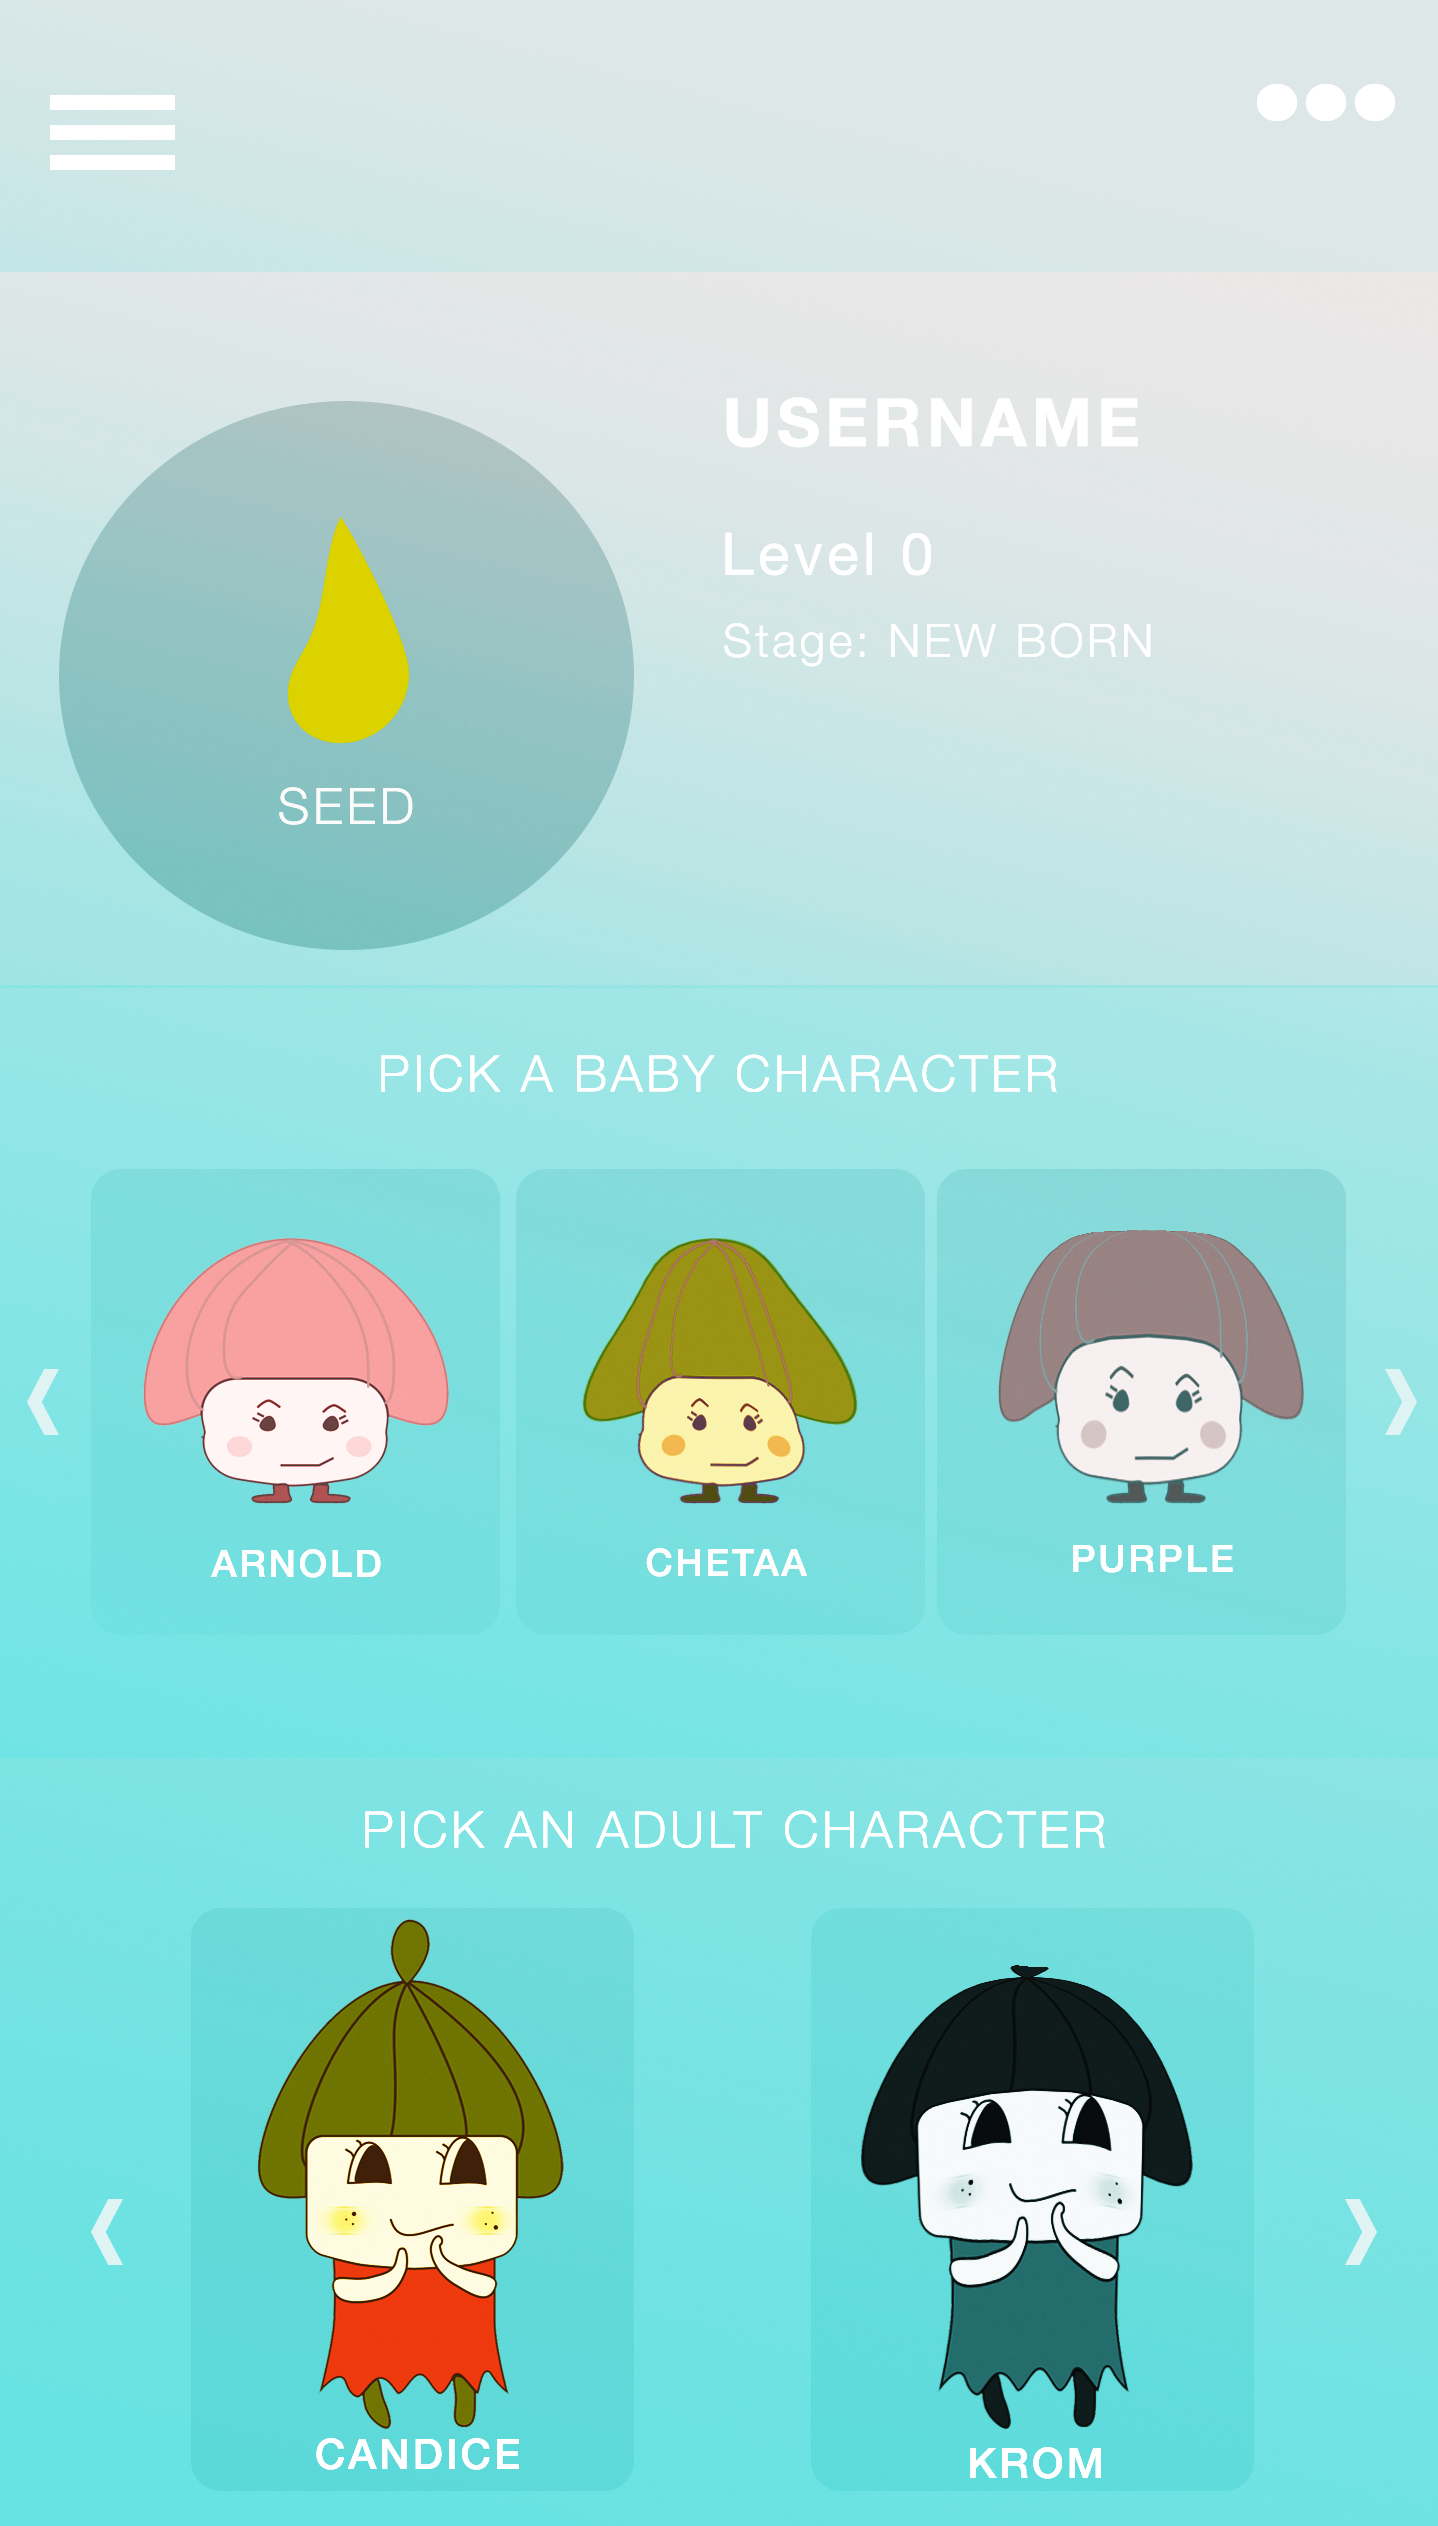 USERNAME
Level 0
Stage: NEW BORN
SEED
PICK A BABY CHARACTER
ARNOLD
CHETAA
PURPLE
PICK AN ADULT CHARACTER
CANDICE
KROM